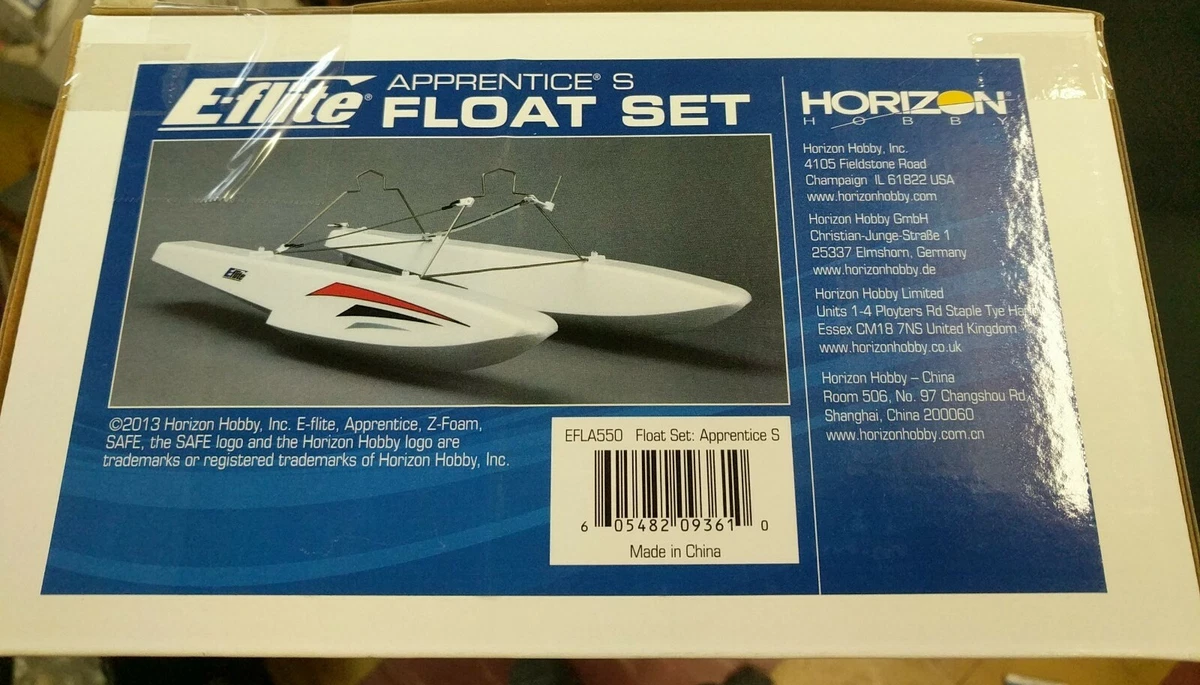 E-flite®
APPRENTICE® S
FLOAT SET
E-flite
©2013 Horizon Hobby, Inc. E-flite, Apprentice, Z-Foam,
SAFE, the SAFE logo and the Horizon Hobby logo are
trademarks or registered trademarks of Horizon Hobby, Inc.
EFLA550 Float Set: Apprentice S
6 05482 09361 0
Made in China
HORIZON®
HOBBY
Horizon Hobby, Inc.
4105 Fieldstone Road
Champaign IL 61822 USA
www.horizonhobby.com
Horizon Hobby GmbH
Christian-Junge-Straße 1
25337 Elmshorn, Germany
www.horizonhobby.de
Horizon Hobby Limited
Units 1-4 Ployters Rd Staple Tye
Essex CM18 7NS United Kingdom
www.horizonhobby.co.uk
Horizon Hobby – China
Room 506, No. 97 Changshou Rd.
Shanghai, China 200060
www.horizonhobby.com.cn